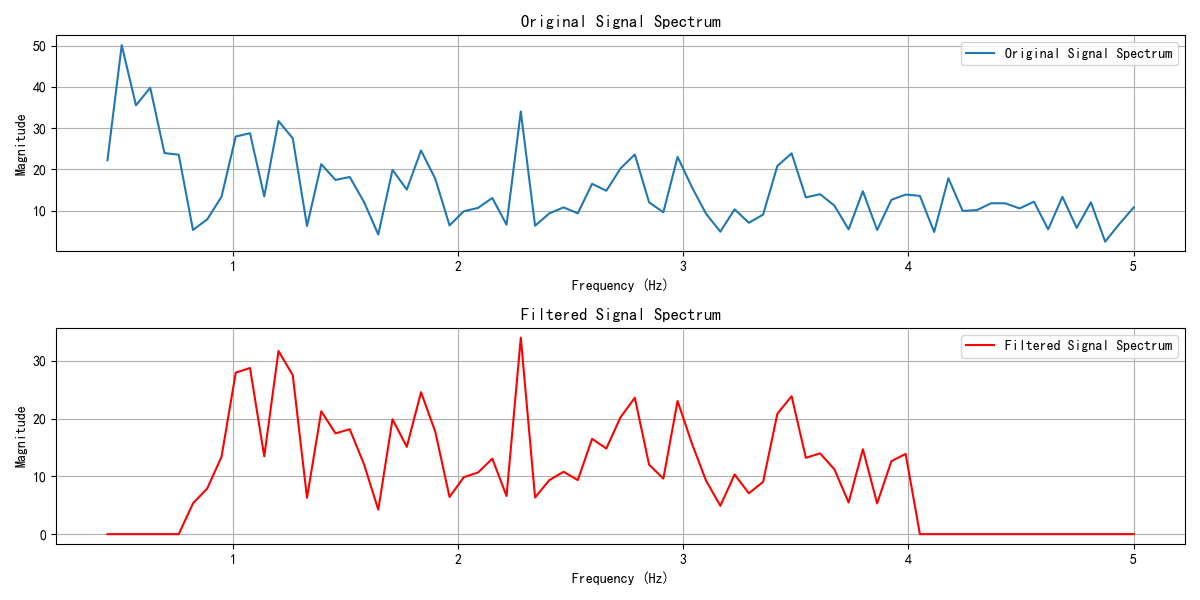 Original Signal Spectrum
50
40
30
20
10
Magnitude
Original Signal Spectrum
1
2
3
4
5
Frequency (Hz)
Filtered Signal Spectrum
30
20
10
0
Magnitude
Filtered Signal Spectrum
1
2
3
4
5
Frequency (Hz)